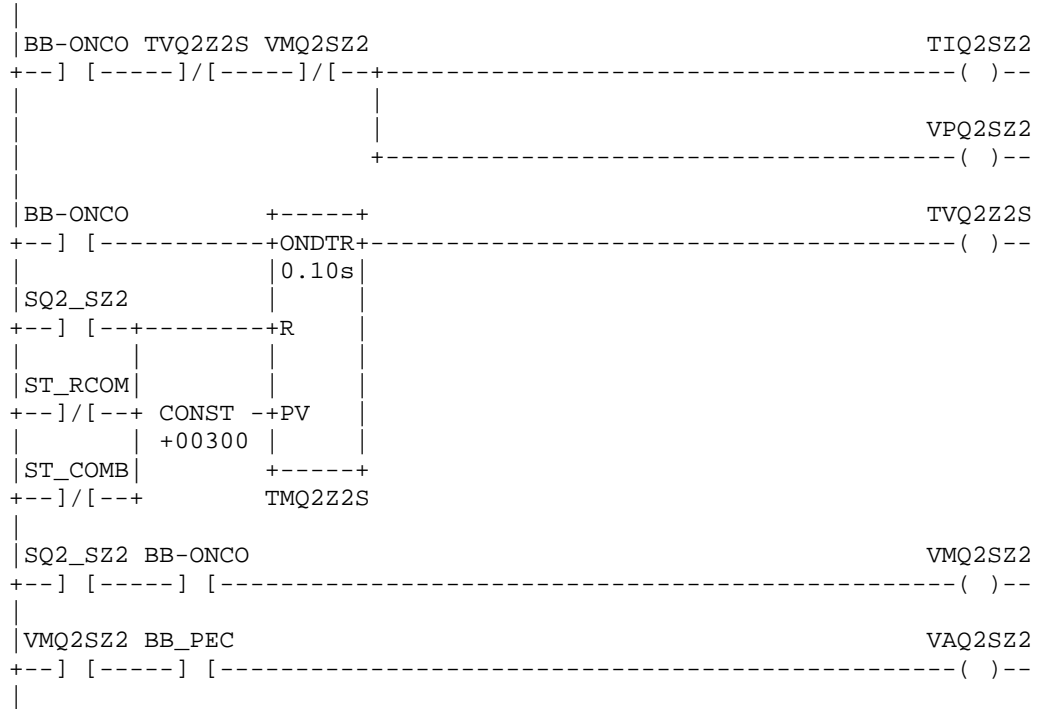 |
|BB-ONCO TVQ2Z2S VMQ2SZ2                                     TIQ2SZ2
+--] [-----]/[-----]/[--+--------------------------------------( )--
|                       |
|                       |                                    VPQ2SZ2
|                       +--------------------------------------( )--
|
|BB-ONCO         +-----+                                     TVQ2Z2S
+--] [-----------+ONDTR+---------------------------------------( )--
|                |0.10s|
|SQ2_SZ2         |     |
+--] [--+--------+R    |
|       |        |     |
|ST_RCOM|        |     |
+--]/[--+ CONST -+PV   |
|       | +00300 |     |
|ST_COMB|        +-----+
+--]/[--+        TMQ2Z2S
|
|SQ2_SZ2 BB-ONCO                                             VMQ2SZ2
+--] [-----] [-------------------------------------------------( )--
|
|VMQ2SZ2 BB_PEC                                              VAQ2SZ2
+--] [-----] [-------------------------------------------------( )--
|